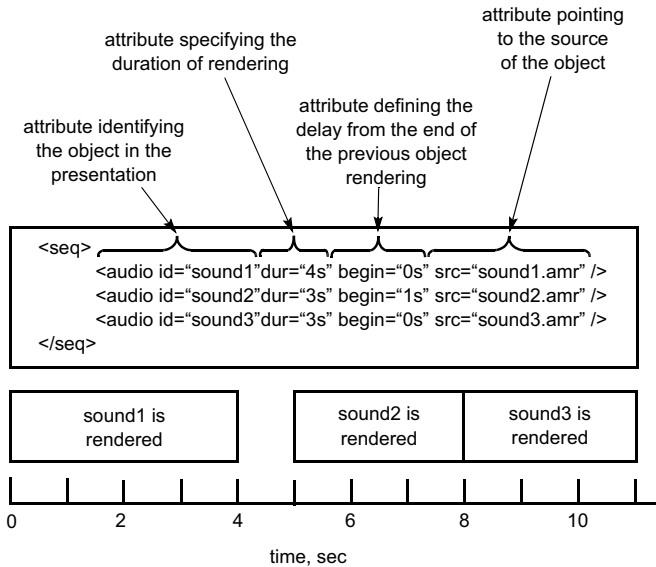 attribute specifying the
duration of rendering
attribute pointing
to the source
of the object
attribute identifying
the object in the
presentation
attribute defining the
delay from the end of
the previous object
rendering
<seq>
<audio id=“sound1”dur=“4s” begin=“0s” src=“sound1.amr” />
<audio id=“sound2”dur=“3s” begin=“1s” src=“sound2.amr” />
<audio id=“sound3”dur=“3s” begin=“0s” src=“sound3.amr” />
</seq>
sound1 is
rendered
sound2 is
rendered
sound3 is
rendered
0 2 4 6 8 10
time, sec